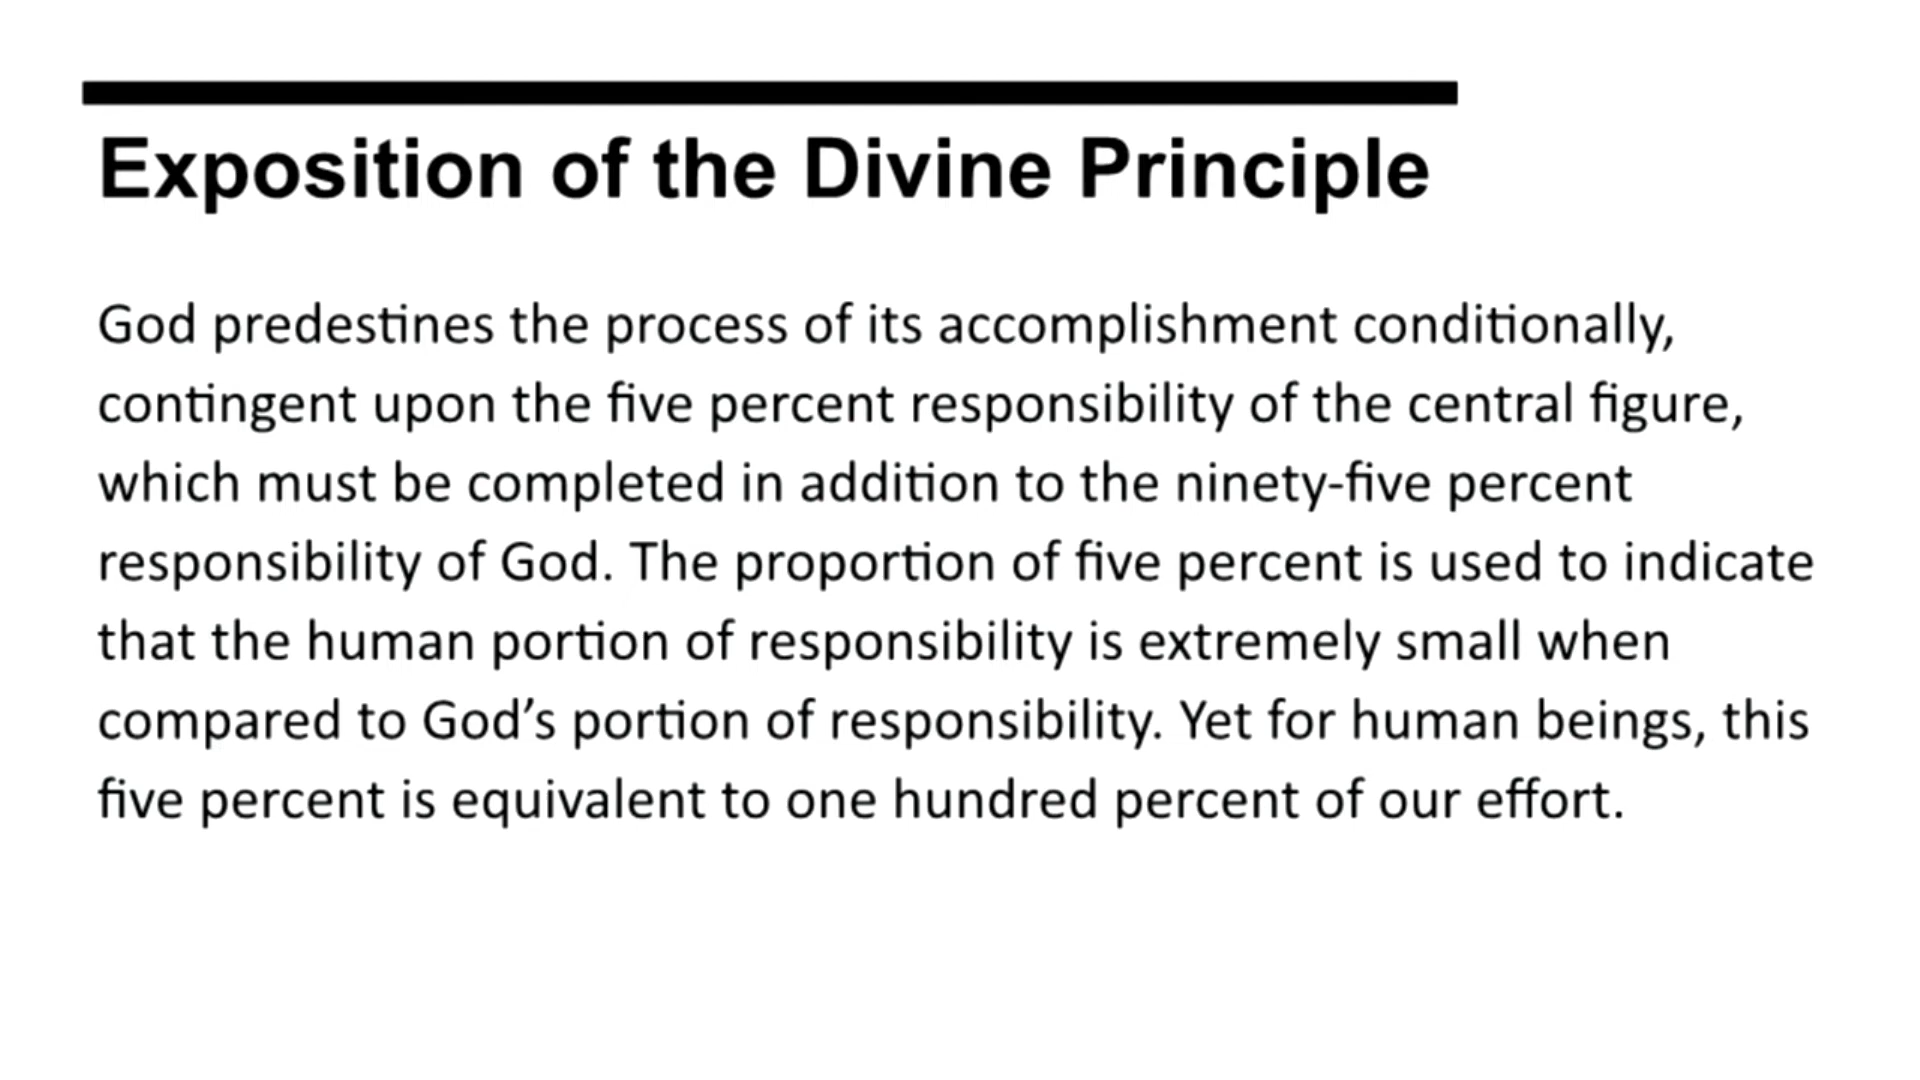 Exposition of the Divine Principle
God predestines the process of its accomplishment conditionally,
contingent upon the five percent responsibility of the central figure,
which must be completed in addition to the ninety-five percent
responsibility of God. The proportion of five percent is used to indicate
that the human portion of responsibility is extremely small when
compared to God’s portion of responsibility. Yet for human beings, this
five percent is equivalent to one hundred percent of our effort.